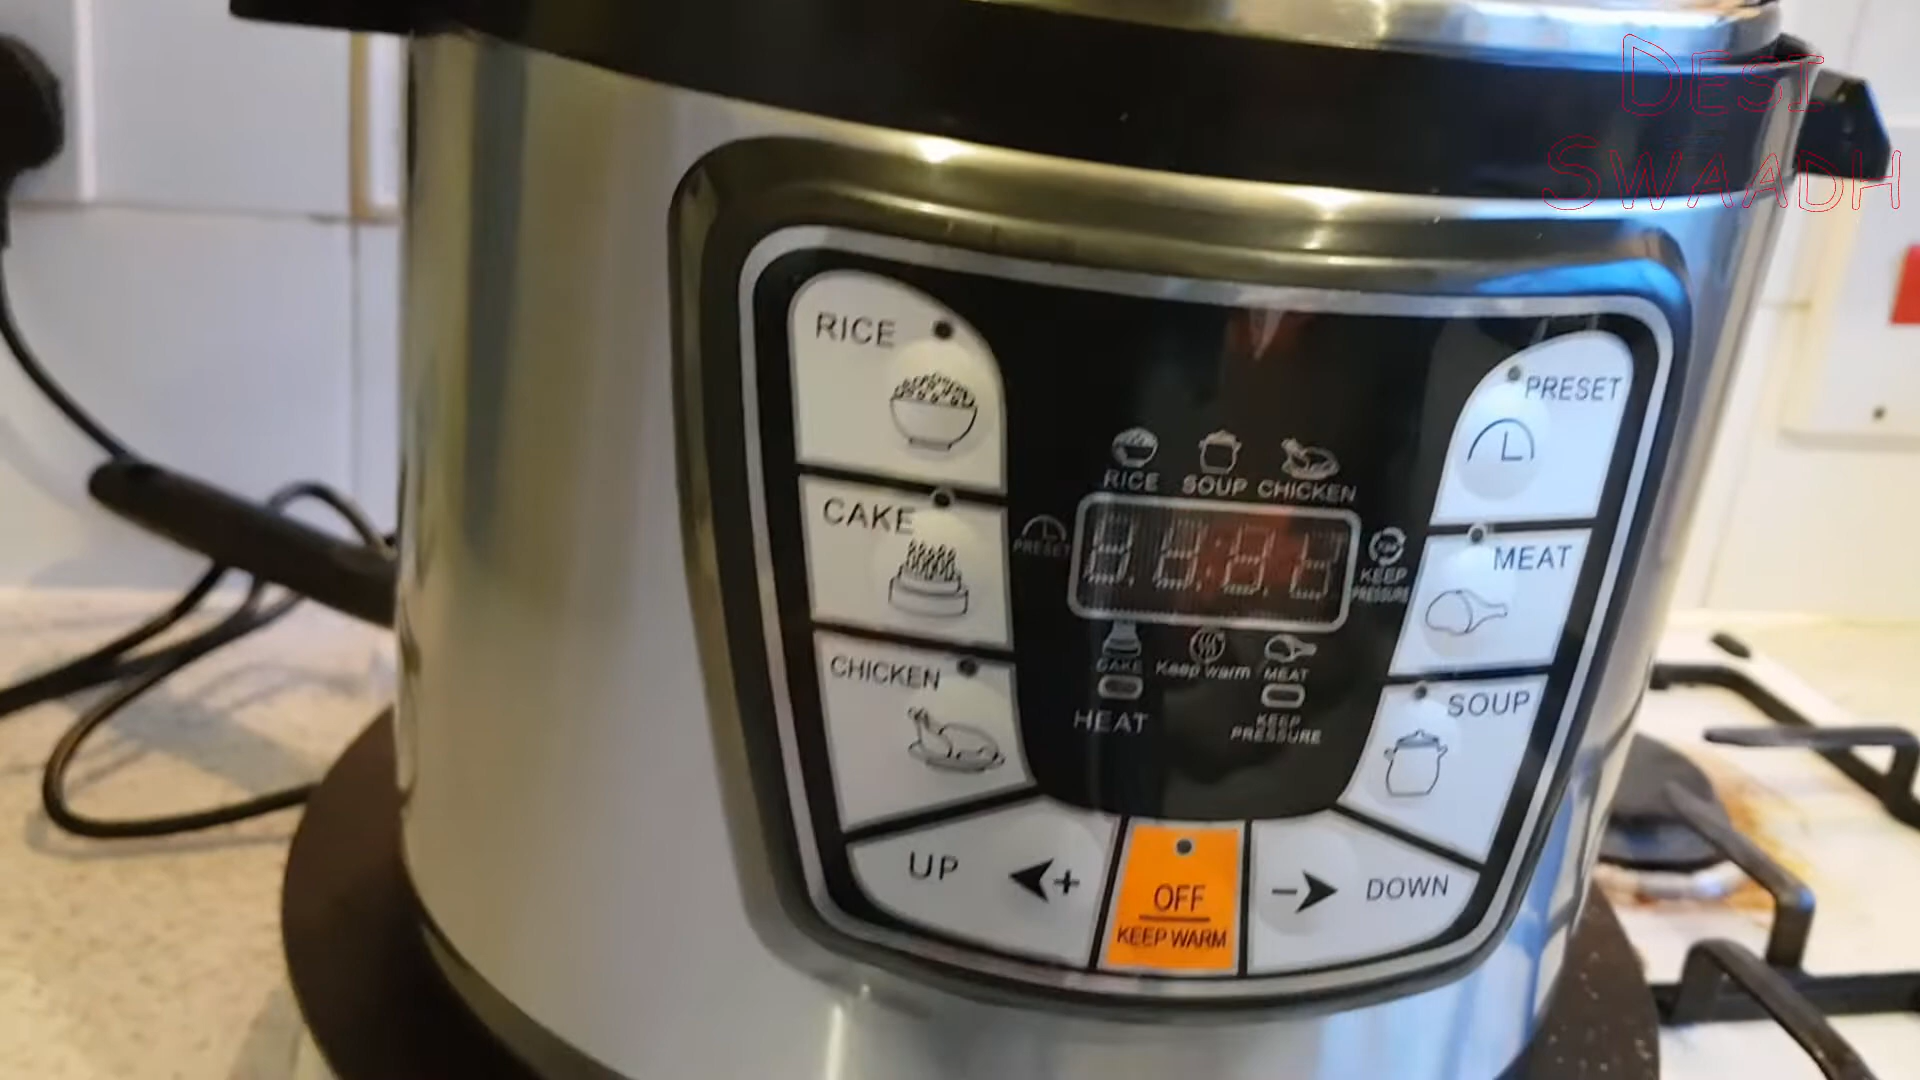 DESI
SWAADH
RICE
PRESET
CAKE
MEAT
CHICKEN
SOUP
RICE SOUP CHICKEN
PRESET
KEEP
PRESSURE
CAKE Keep warm MEAT
HEAT
KEEP
PRESSURE
UP +
OFF
KEEP WARM
- DOWN